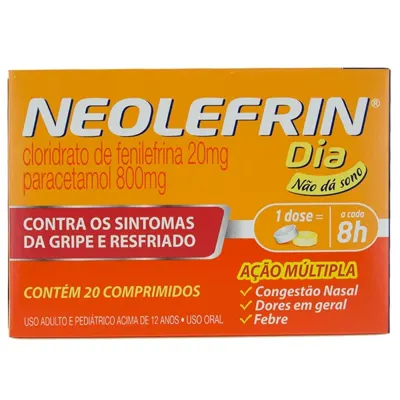 NEOLEFRIN®
cloridrato de fenilefrina 20mg
paracetamol 800mg
Dia
Não dá sono
CONTRA OS SINTOMAS
DA GRIPE E RESFRIADO
1 dose =
a cada
8h
AÇÃO MÚLTIPLA
Congestão Nasal
Dores em geral
Febre
CONTÉM 20 COMPRIMIDOS
USO ADULTO E PEDIÁTRICO ACIMA DE 12 ANOS • USO ORAL